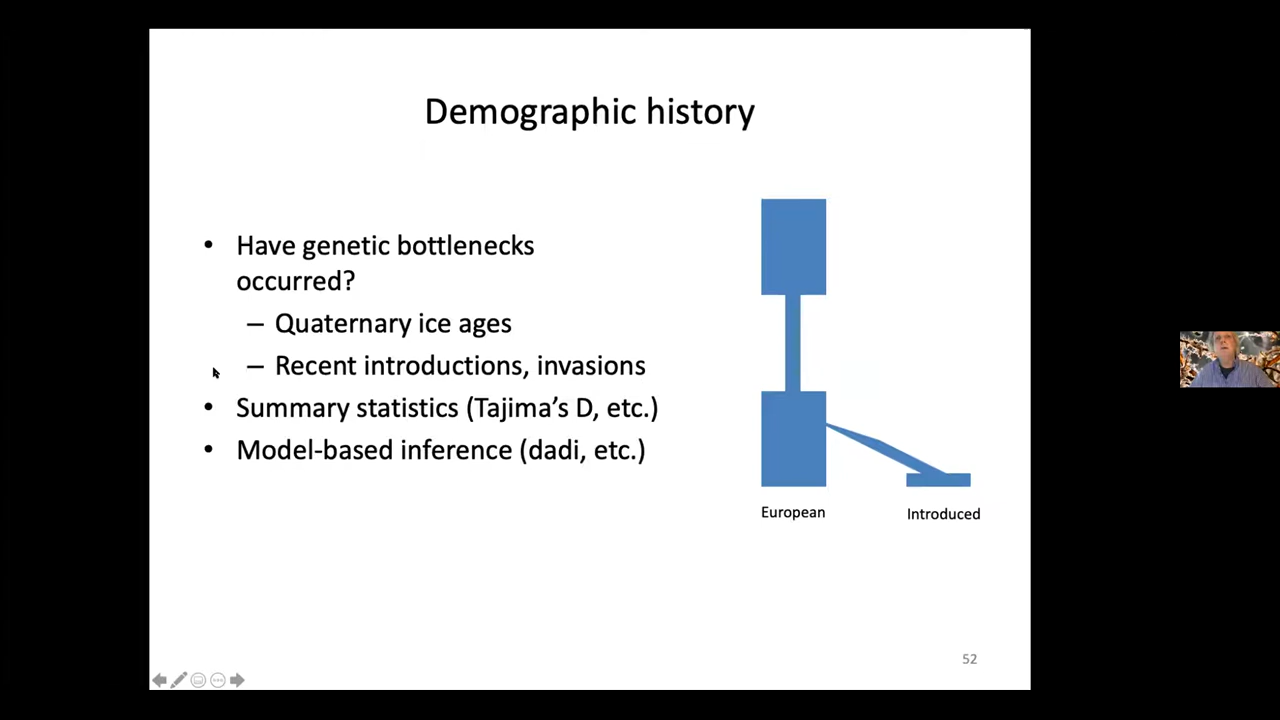 Demographic history
• Have genetic bottlenecks
occurred?
– Quaternary ice ages
– Recent introductions, invasions
• Summary statistics (Tajima’s D, etc.)
• Model-based inference (dadi, etc.)
European
Introduced
52